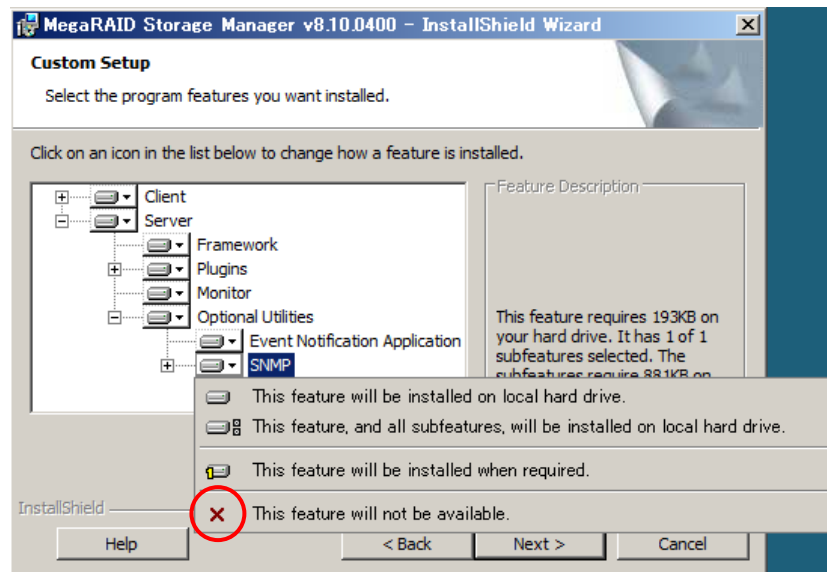 MegaRAID Storage Manager v8.10.0400 – InstallShield Wizard
Custom Setup
Select the program features you want installed.
Click on an icon in the list below to change how a feature is installed.
Client
Server
Framework
Plugins
Monitor
Optional Utilities
Event Notification Application
SNMP
Feature Description
This feature requires 193KB on
your hard drive. It has 1 of 1
subfeatures selected. The
subfeatures require 881KB on
This feature will be installed on local hard drive.
This feature, and all subfeatures, will be installed on local hard drive.
This feature will be installed when required.
This feature will not be available.
InstallShield
Help
< Back
Next >
Cancel